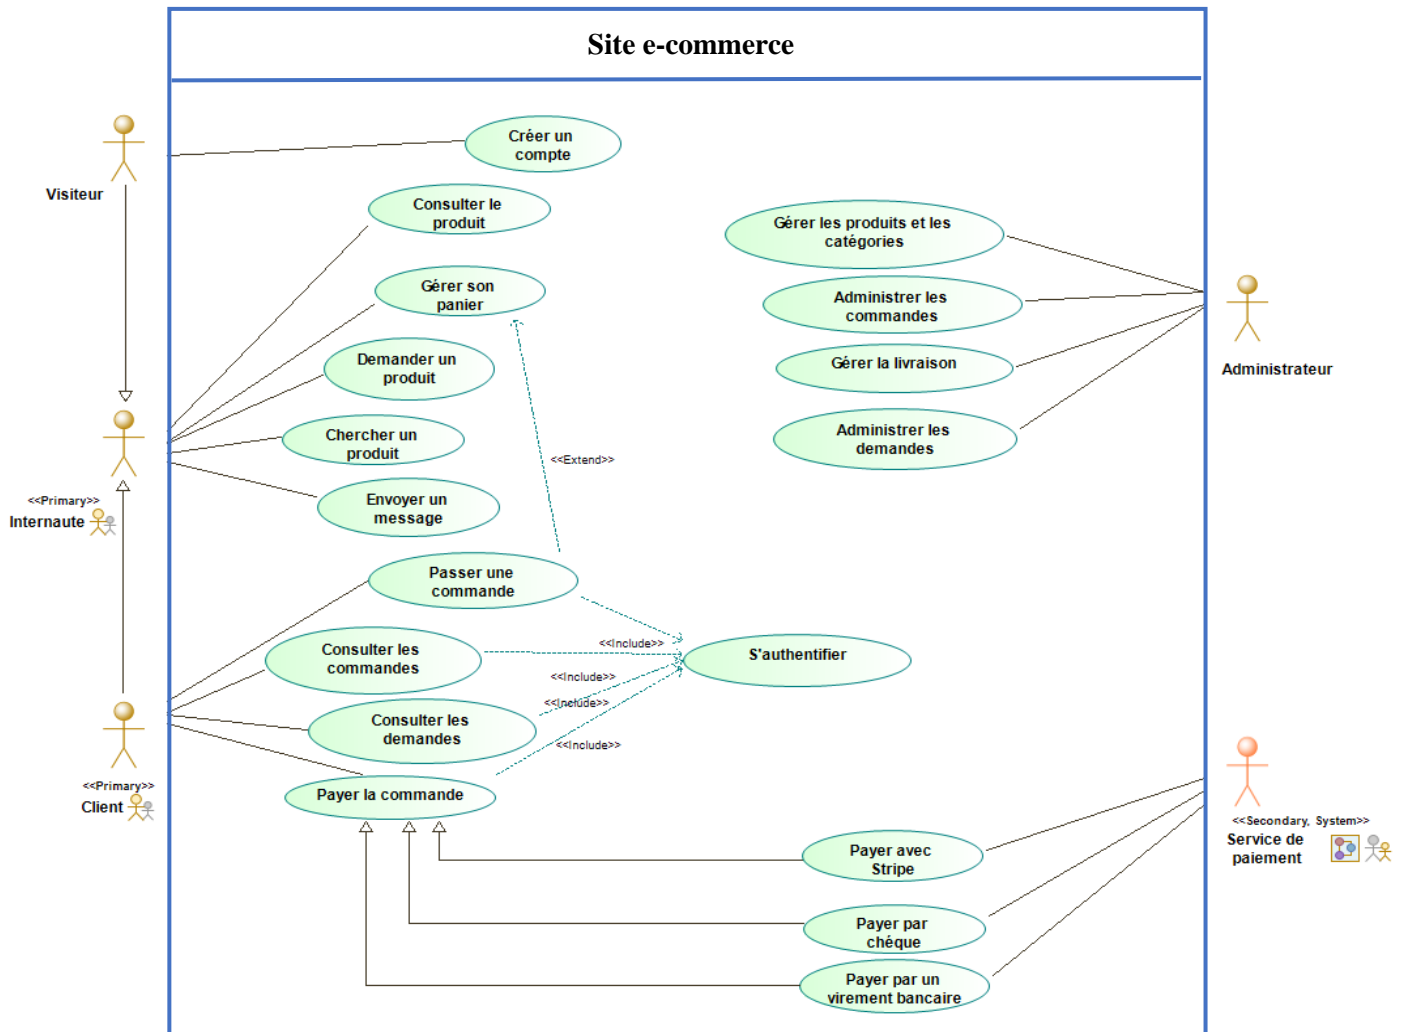 Site e-commerce
Créer un
compte
Visiteur
Consulter le
produit
Gérer les produits et les
catégories
Gérer son
panier
Administrer les
commandes
Demander un
produit
Gérer la livraison
Administrateur
Chercher un
produit
Administrer les
demandes
<<Extend>>
Envoyer un
message
<<Primary>>
Internaute
Passer une
commande
<<Include>>
S'authentifier
Consulter les
commandes
<<Include>>
<<Include>>
Consulter les
demandes
<<Include>>
<<Primary>>
Client
Payer la commande
<<Secondary, System>>
Service de
paiement
Payer avec
Stripe
Payer par
chéque
Payer par un
virement bancaire